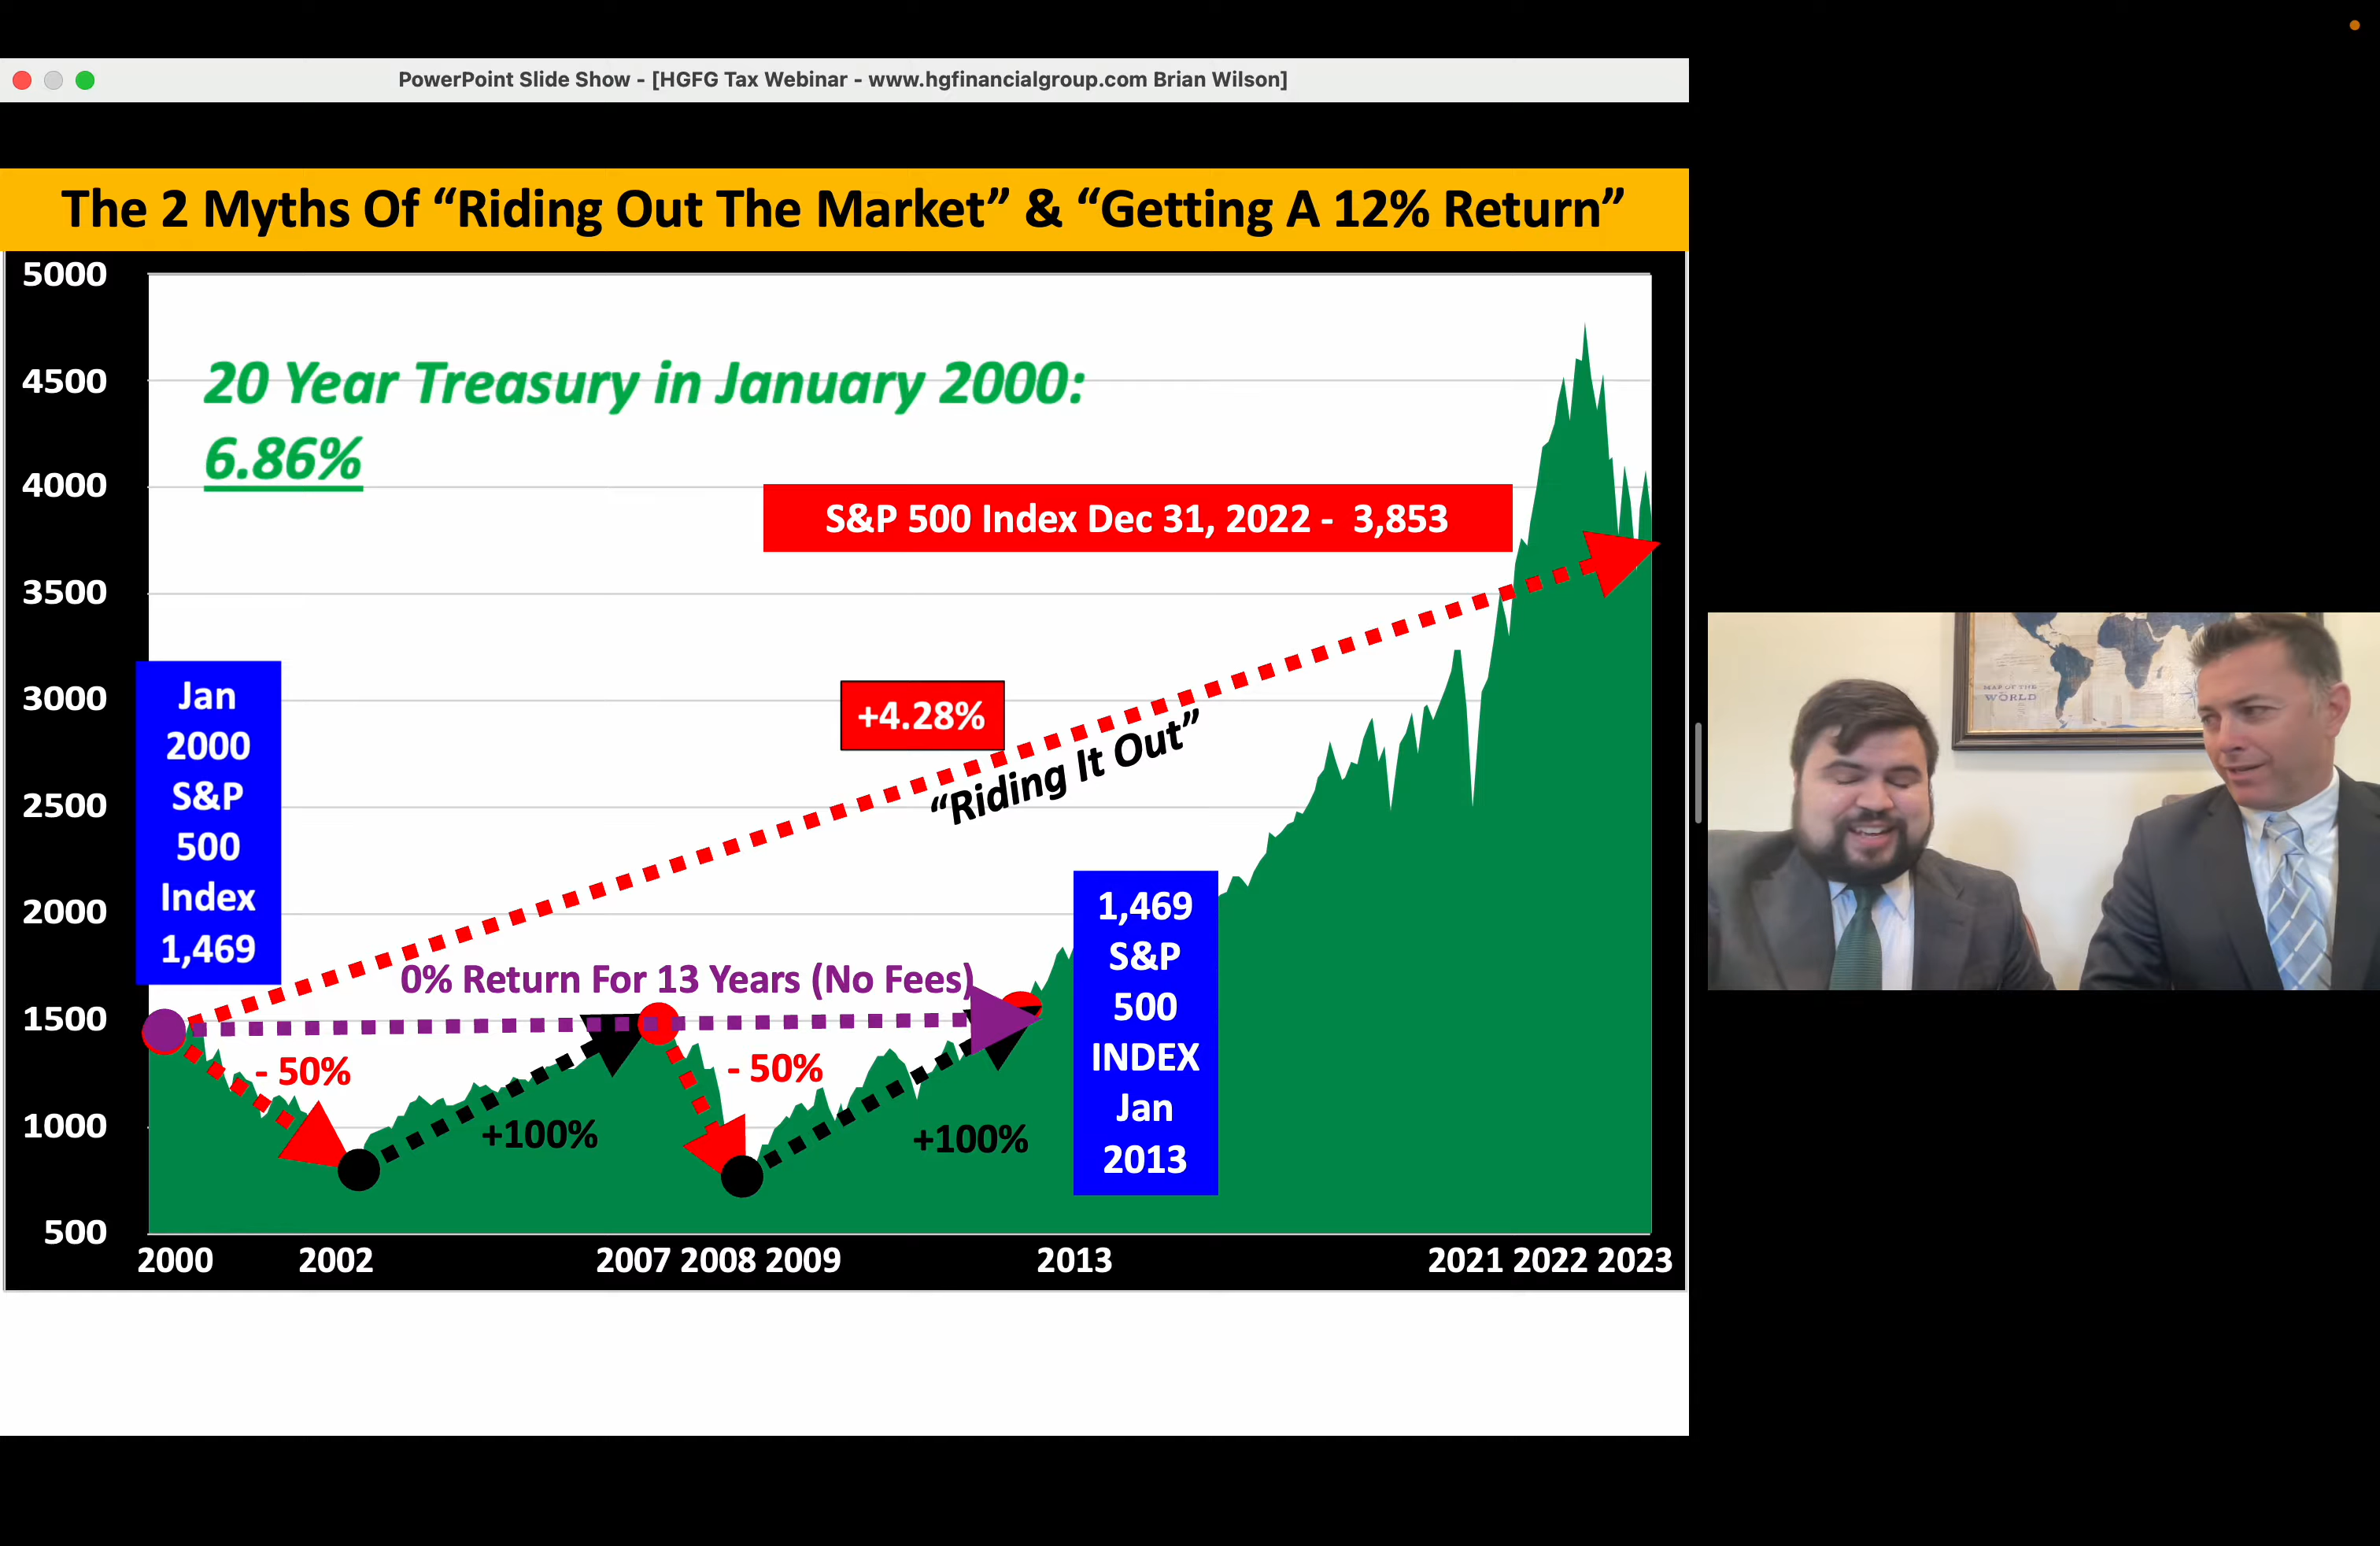 PowerPoint Slide Show - [HGFG Tax Webinar - www.hgfinancialgroup.com Brian Wilson]
The 2 Myths Of “Riding Out The Market” & “Getting A 12% Return”
5000
4500
4000
3500
3000
2500
2000
1500
1000
500
20 Year Treasury in January 2000:
6.86%
S&P 500 Index Dec 31, 2022 - 3,853
+4.28%
“Riding It Out”
Jan
2000
S&P
500
Index
1,469
0% Return For 13 Years (No Fees)
- 50%
+100%
- 50%
+100%
1,469
S&P
500
INDEX
Jan
2013
2000 2002 2007 2008 2009 2013 2021 2022 2023
MAP OF THE
WORLD